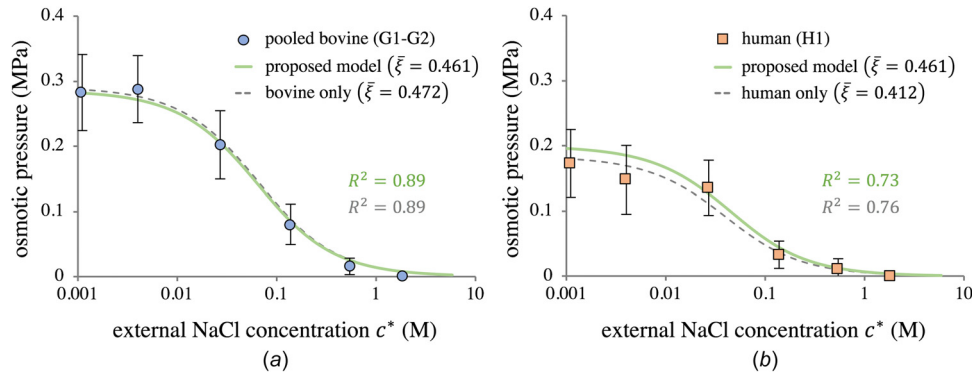 0.4
0.3
0.2
0.1
0
osmotic pressure (MPa)
pooled bovine (G1-G2)
proposed model (ξ̄ = 0.461)
bovine only (ξ̄ = 0.472)
R² = 0.89
R² = 0.89
0.001 0.01 0.1 1 10
external NaCl concentration c* (M)
(a)
0.4
0.3
0.2
0.1
0
osmotic pressure (MPa)
human (H1)
proposed model (ξ̄ = 0.461)
human only (ξ̄ = 0.412)
R² = 0.73
R² = 0.76
0.001 0.01 0.1 1 10
external NaCl concentration c* (M)
(b)